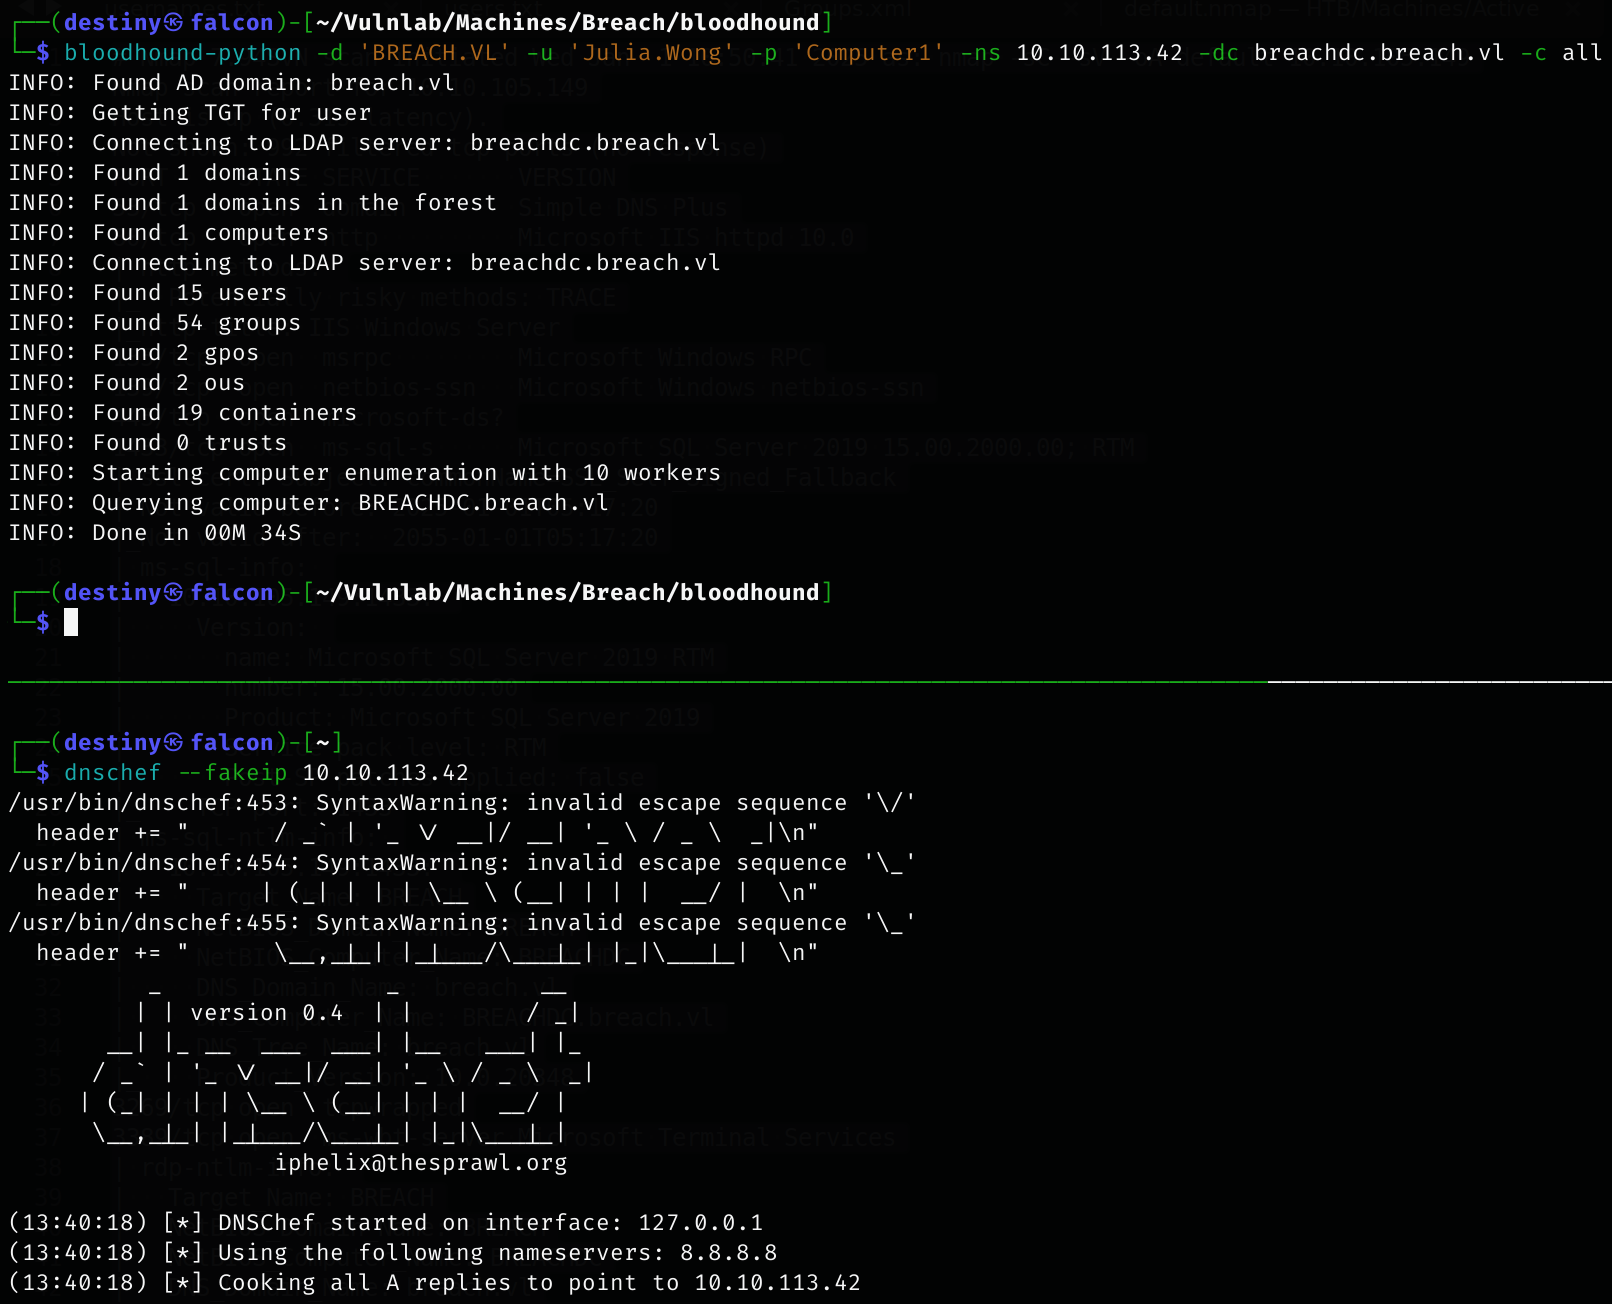 ┌──(destiny㉿falcon)-[~/Vulnlab/Machines/Breach/bloodhound]
└─$ bloodhound-python -d 'BREACH.VL' -u 'Julia.Wong' -p 'Computer1' -ns 10.10.113.42 -dc breachdc.breach.vl -c all
INFO: Found AD domain: breach.vl
INFO: Getting TGT for user
INFO: Connecting to LDAP server: breachdc.breach.vl
INFO: Found 1 domains
INFO: Found 1 domains in the forest
INFO: Found 1 computers
INFO: Connecting to LDAP server: breachdc.breach.vl
INFO: Found 15 users
INFO: Found 54 groups
INFO: Found 2 gpos
INFO: Found 2 ous
INFO: Found 19 containers
INFO: Found 0 trusts
INFO: Starting computer enumeration with 10 workers
INFO: Querying computer: BREACHDC.breach.vl
INFO: Done in 00M 34S
┌──(destiny㉿falcon)-[~/Vulnlab/Machines/Breach/bloodhound]
└─$
┌──(destiny㉿falcon)-[~]
└─$ dnschef --fakeip 10.10.113.42
/usr/bin/dnschef:453: SyntaxWarning: invalid escape sequence '\/'
  header += "      / _` | '_ \/ __|/ __| '_ \ / _ \  _|\n"
/usr/bin/dnschef:454: SyntaxWarning: invalid escape sequence '\_'
  header += "     | (_| | | | \__ \ (__| | | |  __/ |  \n"
/usr/bin/dnschef:455: SyntaxWarning: invalid escape sequence '\_'
  header += "      \__,_|_| |_|___/\___|_| |_|\___|_|  \n"
          _                _          __
         | | version 0.4  | |        / _|
       __| |_ __  ___  ___| |__   ___| |_
      / _` | '_ \/ __|/ __| '_ \ / _ \  _|
     | (_| | | | \__ \ (__| | | |  __/ |
      \__,_|_| |_|___/\___|_| |_|\___|_|
                   iphelix@thesprawl.org
(13:40:18) [*] DNSChef started on interface: 127.0.0.1
(13:40:18) [*] Using the following nameservers: 8.8.8.8
(13:40:18) [*] Cooking all A replies to point to 10.10.113.42